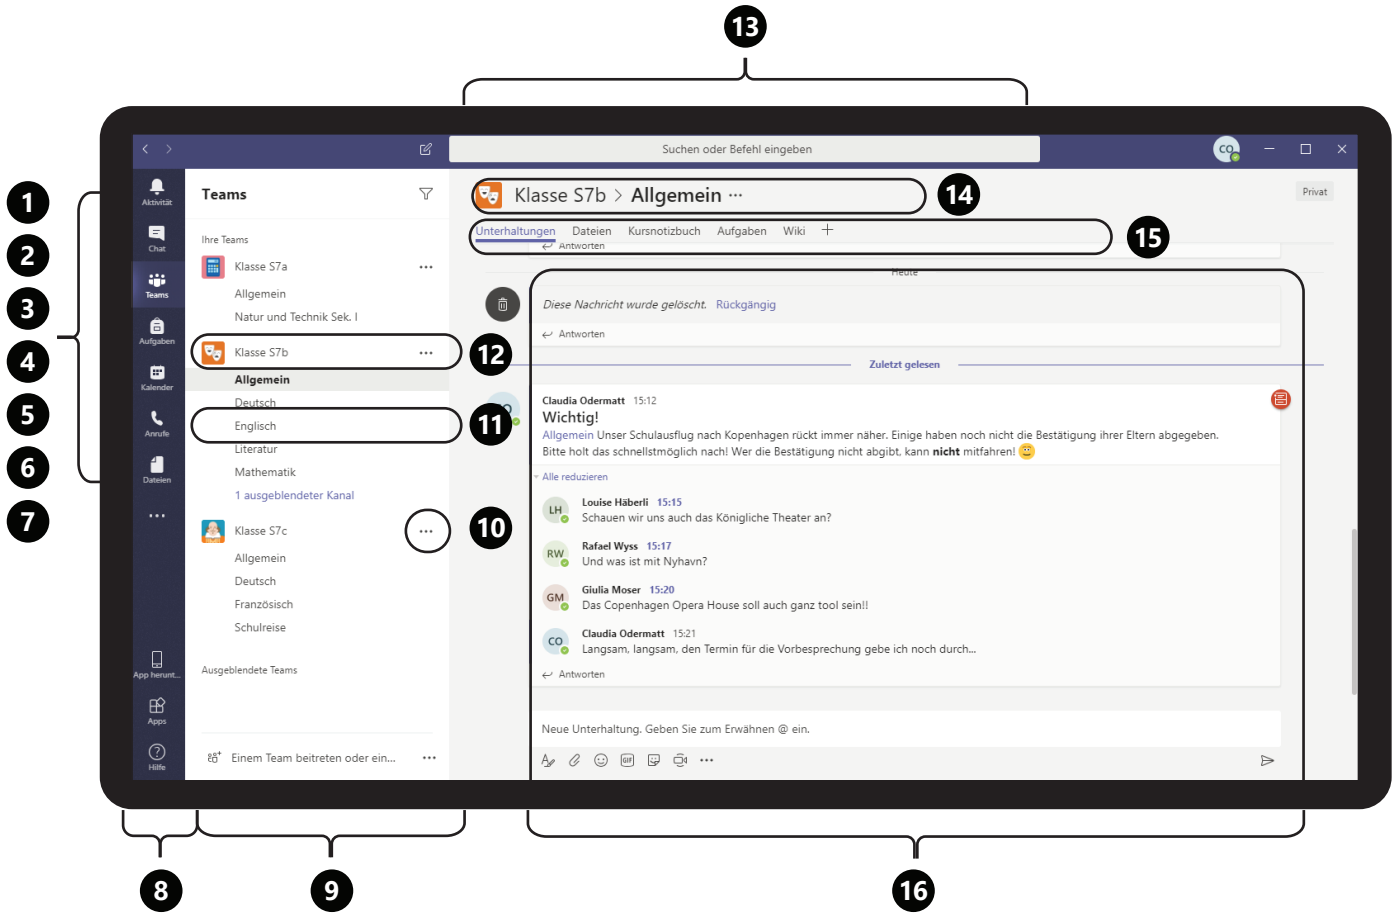 13
Suchen oder Befehl eingeben
CO
1
2
3
4
5
6
7
Aktivität
Chat
Teams
Aufgaben
Kalender
Anrufe
Dateien
App herunt...
Apps
Hilfe
Teams
Ihre Teams
Klasse S7a
Allgemein
Natur und Technik Sek. I
Klasse S7b
12
Allgemein
Deutsch
Englisch
11
Literatur
Mathematik
1 ausgeblendeter Kanal
Klasse S7c
10
Allgemein
Deutsch
Französisch
Schulreise
Ausgeblendete Teams
Einem Team beitreten oder ein...
Klasse S7b > Allgemein ...
14
Privat
Unterhaltungen Dateien Kursnotizbuch Aufgaben Wiki +
15
Antworten
Heute
Diese Nachricht wurde gelöscht. Rückgängig
Antworten
Zuletzt gelesen
CO
Claudia Odermatt 15:12
Wichtig!
Allgemein Unser Schulausflug nach Kopenhagen rückt immer näher. Einige haben noch nicht die Bestätigung ihrer Eltern abgegeben.
Bitte holt das schnellstmöglich nach! Wer die Bestätigung nicht abgibt, kann nicht mitfahren!
Alle reduzieren
LH
Louise Häberli 15:15
Schauen wir uns auch das Königliche Theater an?
RW
Rafael Wyss 15:17
Und was ist mit Nyhavn?
GM
Giulia Moser 15:20
Das Copenhagen Opera House soll auch ganz tool sein!!
CO
Claudia Odermatt 15:21
Langsam, langsam, den Termin für die Vorbesprechung gebe ich noch durch...
Antworten
Neue Unterhaltung. Geben Sie zum Erwähnen @ ein.
GIF
8
9
16